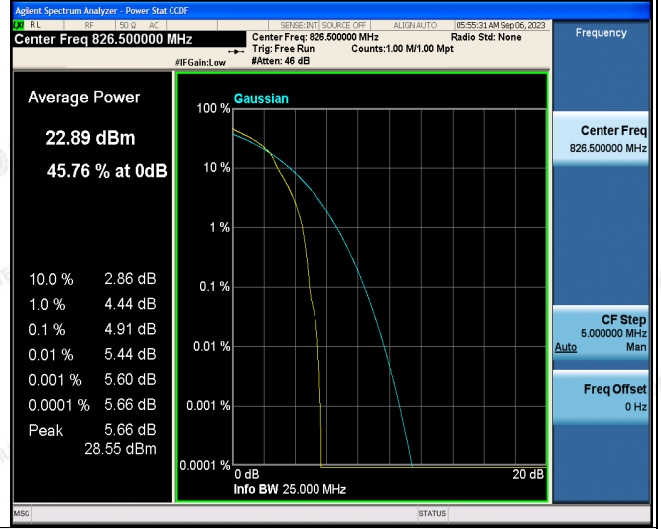 Agilent Spectrum Analyzer - Power Stat CCDF
LXI RL RF 50 Ω AC SENSE:INT SOURCE OFF ALIGN AUTO 05:55:31 AM Sep 06, 2023
Center Freq 826.500000 MHz
Center Freq: 826.500000 MHz Radio Std: None
Trig: Free Run Counts:1.00 M/1.00 Mpt
#IFGain:Low #Atten: 46 dB
Frequency
Average Power
22.89 dBm
45.76 % at 0dB
10.0 % 2.86 dB
1.0 % 4.44 dB
0.1 % 4.91 dB
0.01 % 5.44 dB
0.001 % 5.60 dB
0.0001 % 5.66 dB
Peak 5.66 dB
28.55 dBm
Gaussian
100 %
10 %
1 %
0.1 %
0.01 %
0.001 %
0.0001 %
0 dB 20 dB
Info BW 25.000 MHz
Center Freq
826.500000 MHz
CF Step
5.000000 MHz
Auto Man
Freq Offset
0 Hz
MSG STATUS